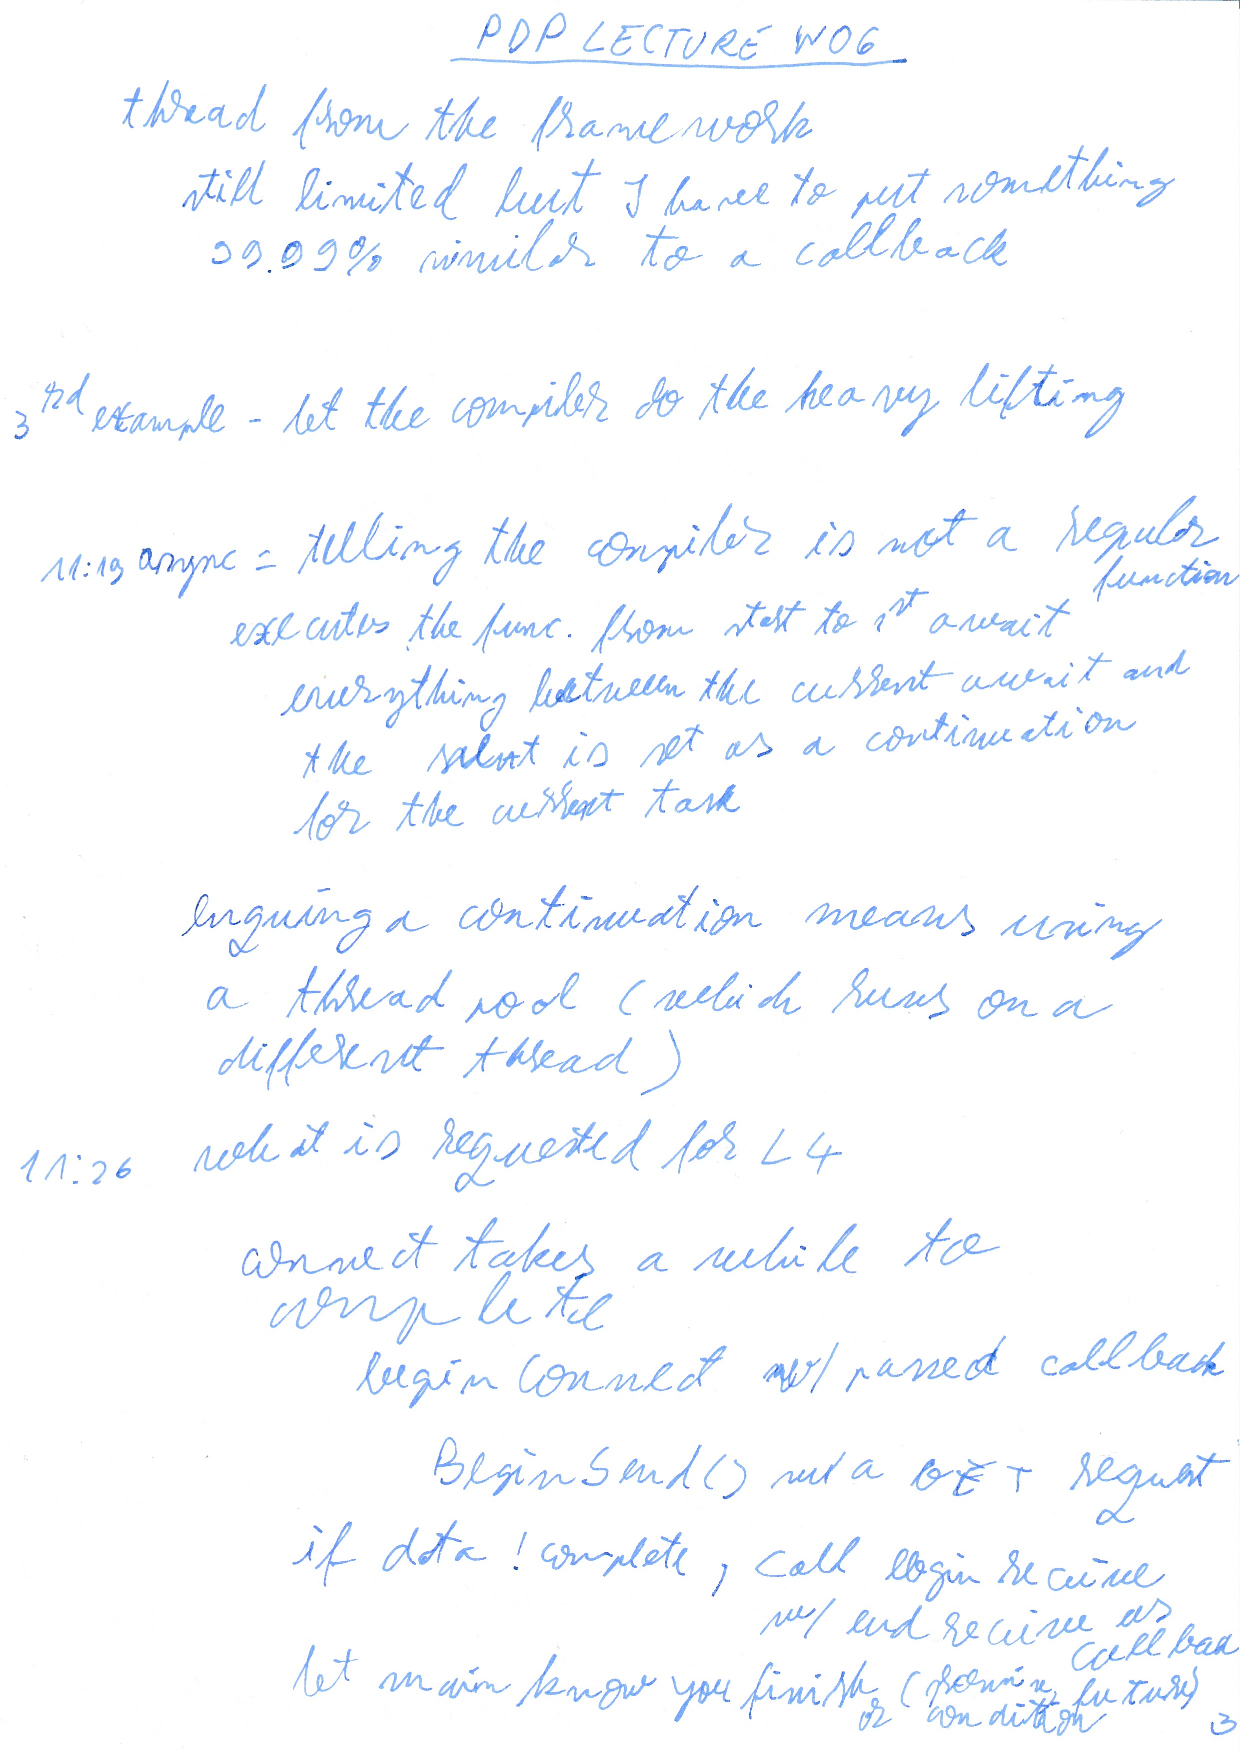 PDP LECTURE W06
thread from the framework
still limited but I have to put something
99.99% similar to a callback
3rd example - let the compiler do the heavy lifting
11:19 async = telling the compiler is not a regular
function
executes the func. from start to 1st await
everything between the current await and
the is set as a continuation
for the current task
enquing a continuation means using
a thread pool (which runs on a
different thread)
11:26 what is requested for L4
connect takes a while to
complete
begin Connect w/ passed callback
BeginSend() w/ a GET request
if data ! complete, call begin receive
w/ end receive as
callback
let main know you finish (promise, future)
or condition
3